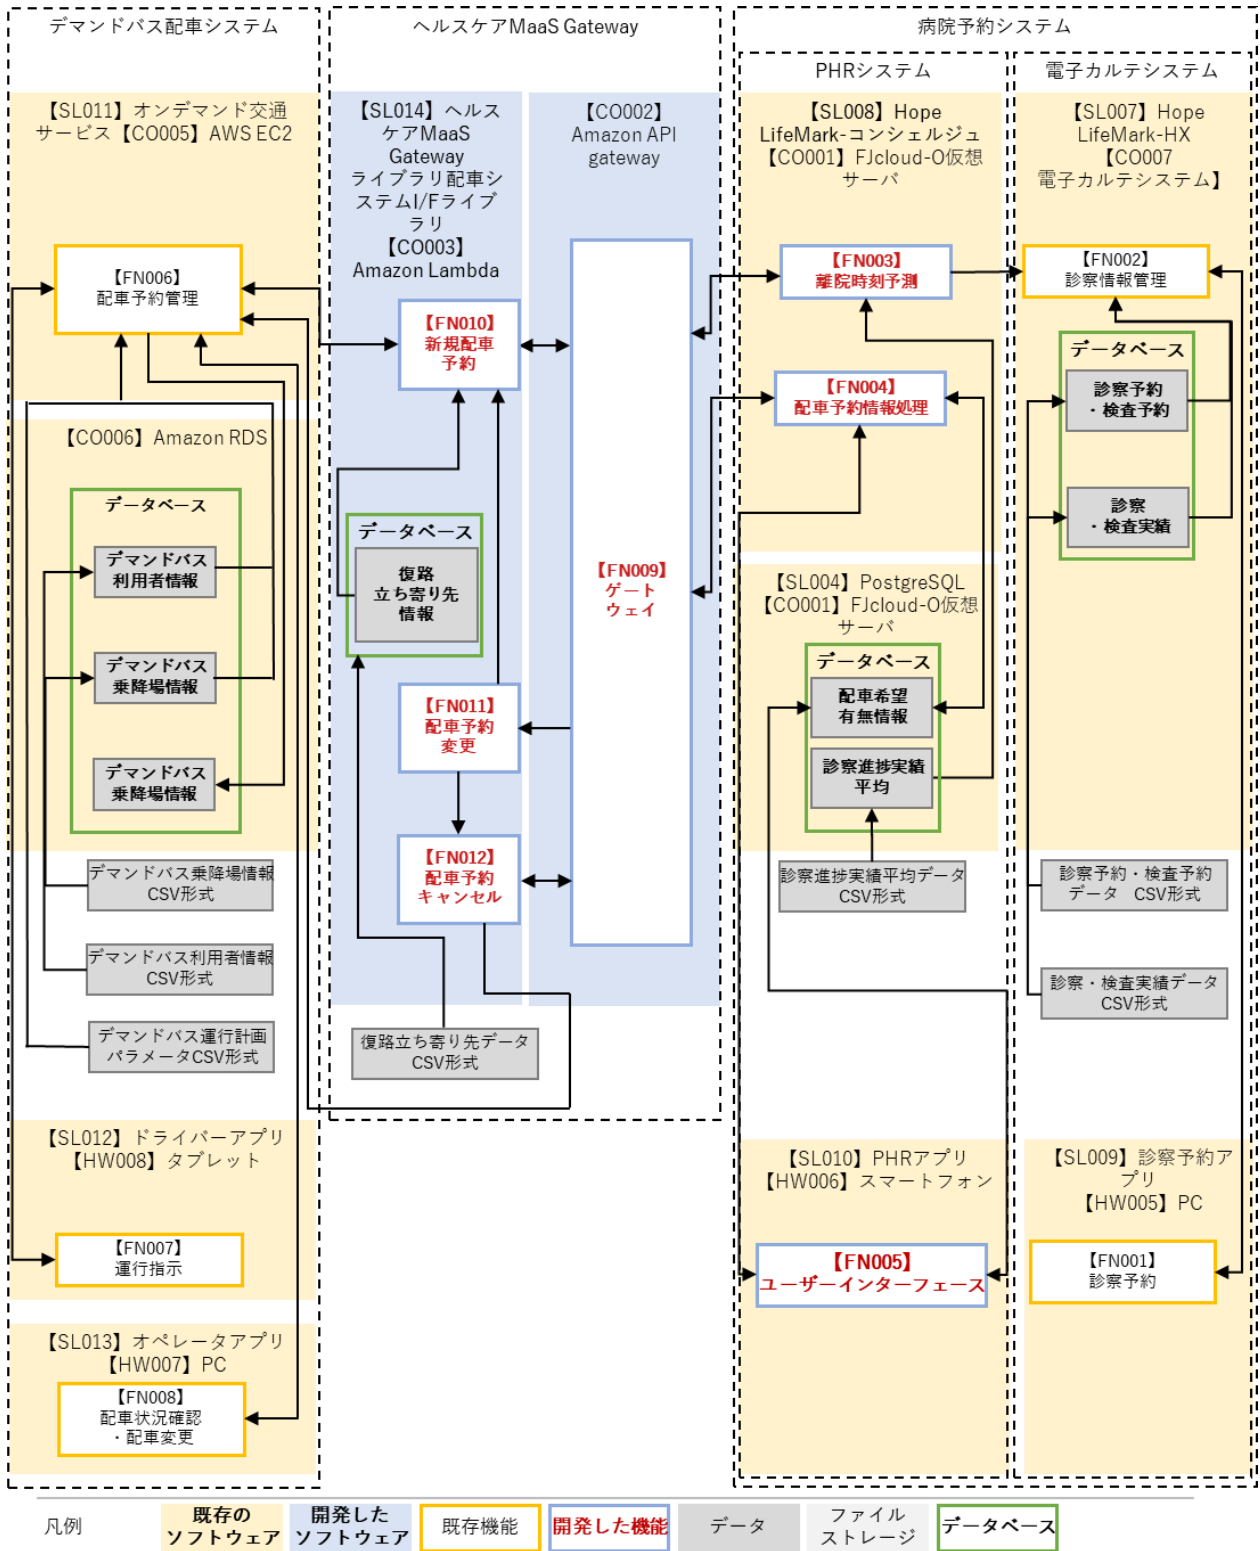 デマンドバス配車システム
【SL011】オンデマンド交通
サービス【CO005】AWS EC2
【FN006】
配車予約管理
【CO006】Amazon RDS
データベース
デマンドバス
利用者情報
デマンドバス
乗降場情報
デマンドバス
乗降場情報
デマンドバス乗降場情報
CSV形式
デマンドバス利用者情報
CSV形式
デマンドバス運行計画
パラメータCSV形式
【SL012】ドライバーアプリ
【HW008】タブレット
【FN007】
運行指示
【SL013】オペレータアプリ
【HW007】PC
【FN008】
配車状況確認
・配車変更
ヘルスケアMaaS Gateway
【SL014】ヘルス
ケアMaaS
Gateway
ライブラリ配車シ
ステムI/Fライブ
ラリ
【CO003】
Amazon Lambda
【FN010】
新規配車
予約
データベース
復路
立ち寄り先
情報
【FN011】
配車予約
変更
【FN012】
配車予約
キャンセル
復路立ち寄り先データ
CSV形式
【CO002】
Amazon API
gateway
【FN009】
ゲート
ウェイ
病院予約システム
PHRシステム
【SL008】Hope
LifeMark-コンシェルジュ
【CO001】FJcloud-O仮想
サーバ
【FN003】
離院時刻予測
【FN004】
配車予約情報処理
【SL004】PostgreSQL
【CO001】FJcloud-O仮想
サーバ
データベース
配車希望
有無情報
診察進捗実績
平均
診察進捗実績平均データ
CSV形式
【SL010】PHRアプリ
【HW006】スマートフォン
【FN005】
ユーザーインターフェース
電子カルテシステム
【SL007】Hope
LifeMark-HX
【CO007
電子カルテシステム】
【FN002】
診察情報管理
データベース
診察予約
・検査予約
診察
・検査実績
診察予約・検査予約
データ　CSV形式
診察・検査実績データ
CSV形式
【SL009】診察予約ア
プリ
【HW005】PC
【FN001】
診察予約
凡例
既存の
ソフトウェア
開発した
ソフトウェア
既存機能
開発した機能
データ
ファイル
ストレージ
データベース